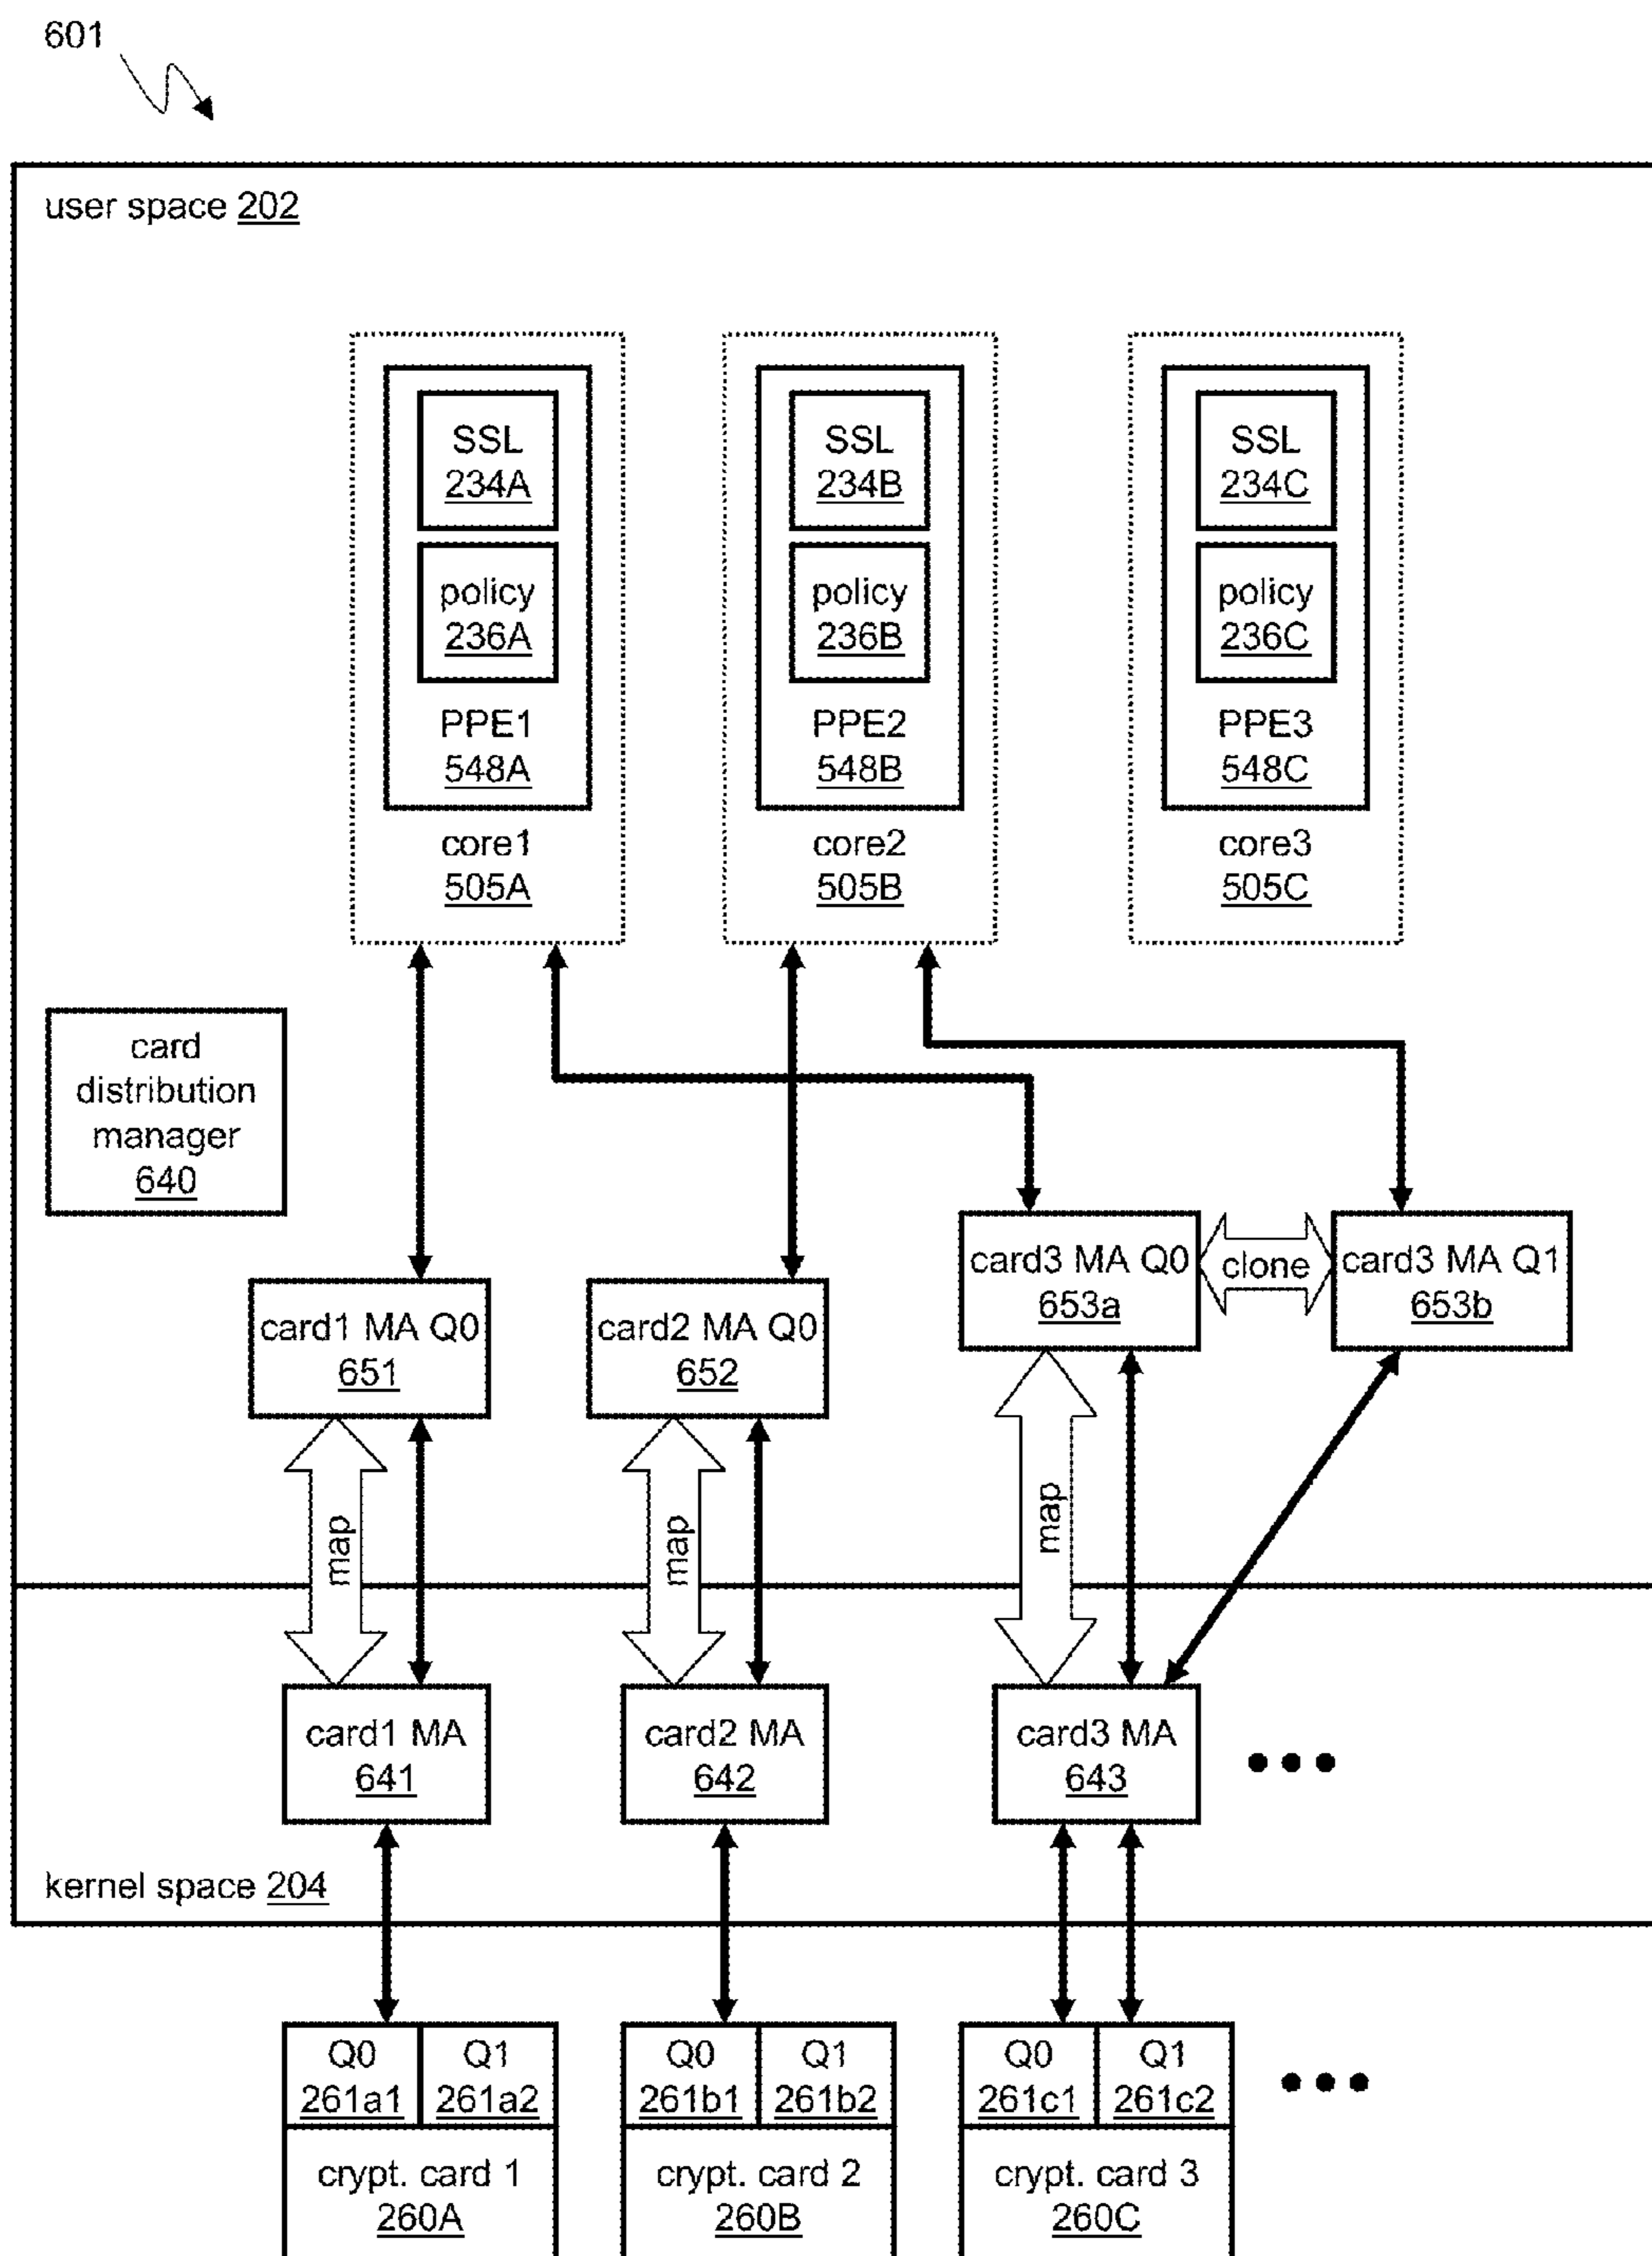 601
user space 202
SSL
234A
policy
236A
PPE1
548A
core1
505A
SSL
234B
policy
236B
PPE2
548B
core2
505B
SSL
234C
policy
236C
PPE3
548C
core3
505C
card
distribution
manager
640
card1 MA Q0
651
card2 MA Q0
652
card3 MA Q0
653a
clone
card3 MA Q1
653b
map
map
map
card1 MA
641
card2 MA
642
card3 MA
643
kernel space 204
Q0
261a1
Q1
261a2
crypt. card 1
260A
Q0
261b1
Q1
261b2
crypt. card 2
260B
Q0
261c1
Q1
261c2
crypt. card 3
260C